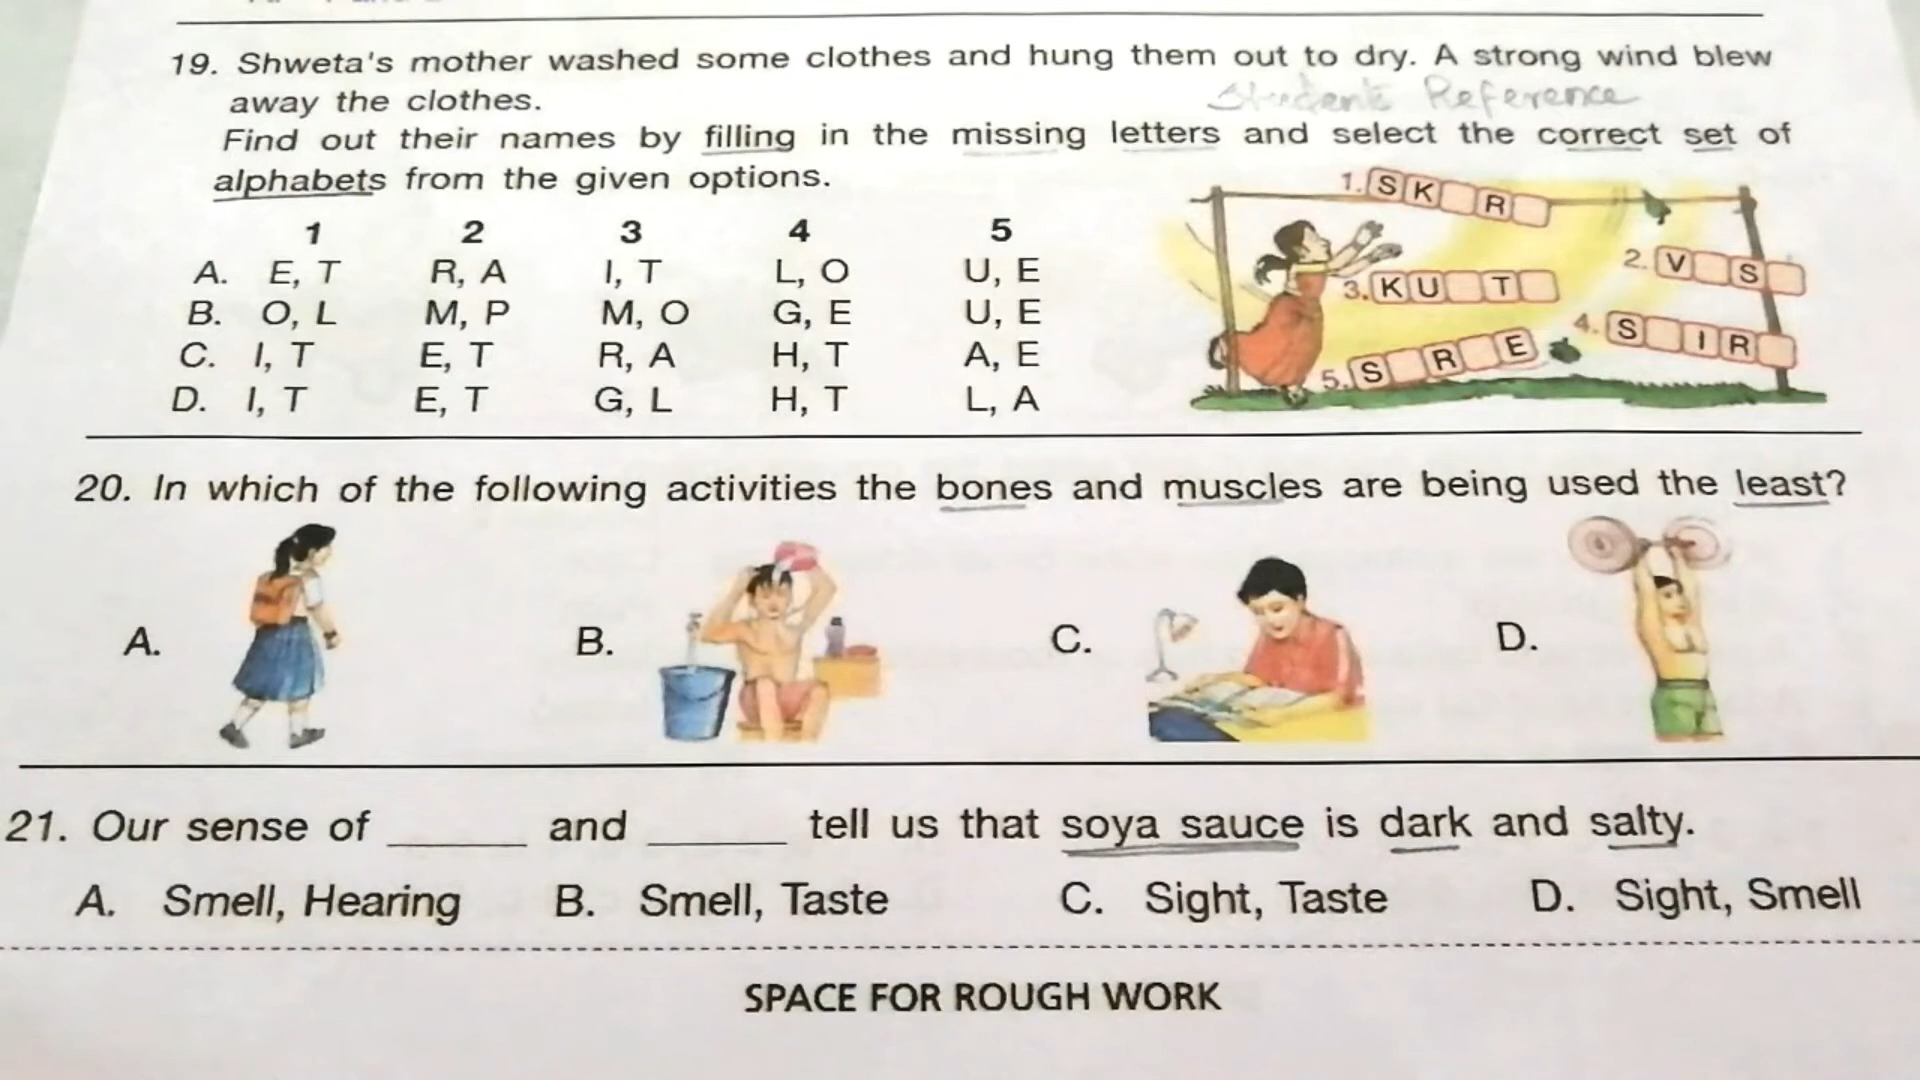 19. Shweta's mother washed some clothes and hung them out to dry. A strong wind blew
away the clothes.
Student's Reference
Find out their names by filling in the missing letters and select the correct set of
alphabets from the given options.
1 2 3 4 5
A. E, T R, A I, T L, O U, E
B. O, L M, P M, O G, E U, E
C. I, T E, T R, A H, T A, E
D. I, T E, T G, L H, T L, A
1. S K R
2. V S
3. K U T
4. S I R
5. S R E
20. In which of the following activities the bones and muscles are being used the least?
A. B. C. D.
21. Our sense of ______ and ______ tell us that soya sauce is dark and salty.
A. Smell, Hearing B. Smell, Taste C. Sight, Taste D. Sight, Smell
SPACE FOR ROUGH WORK